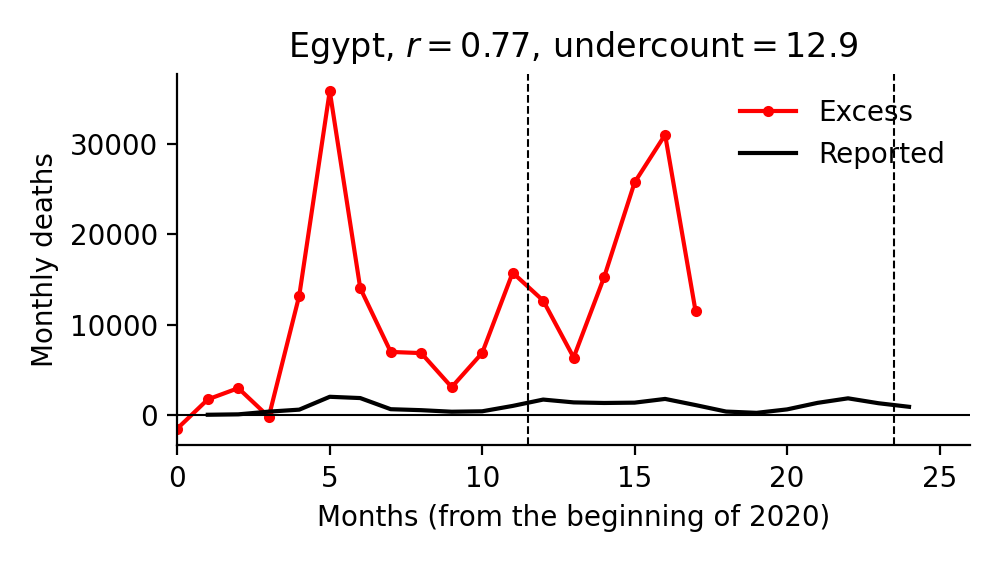 Egypt, r = 0.77, undercount = 12.9
Excess
Reported
30000
20000
10000
0
Monthly deaths
0 5 10 15 20 25
Months (from the beginning of 2020)